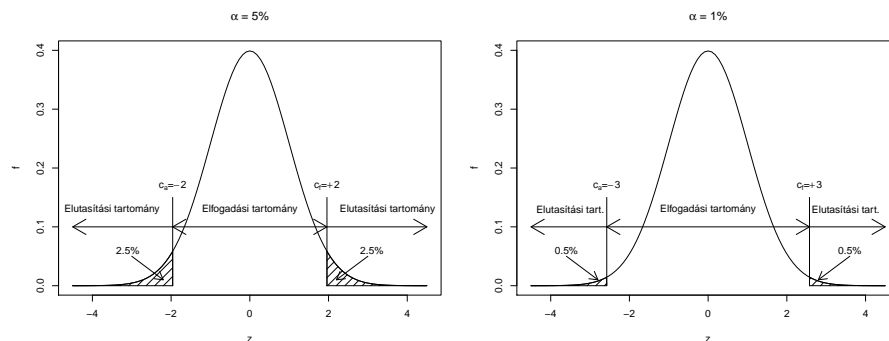 α = 5%
f
0.4
0.3
0.2
0.1
0.0
cₐ=−2
c_f=+2
Elutasítási tartomány
Elfogadási tartomány
Elutasítási tartomány
2.5%
2.5%
−4
−2
0
2
4
z
α = 1%
f
0.4
0.3
0.2
0.1
0.0
cₐ=−3
c_f=+3
Elutasítási tart.
Elfogadási tartomány
Elutasítási tart.
0.5%
0.5%
−4
−2
0
2
4
z